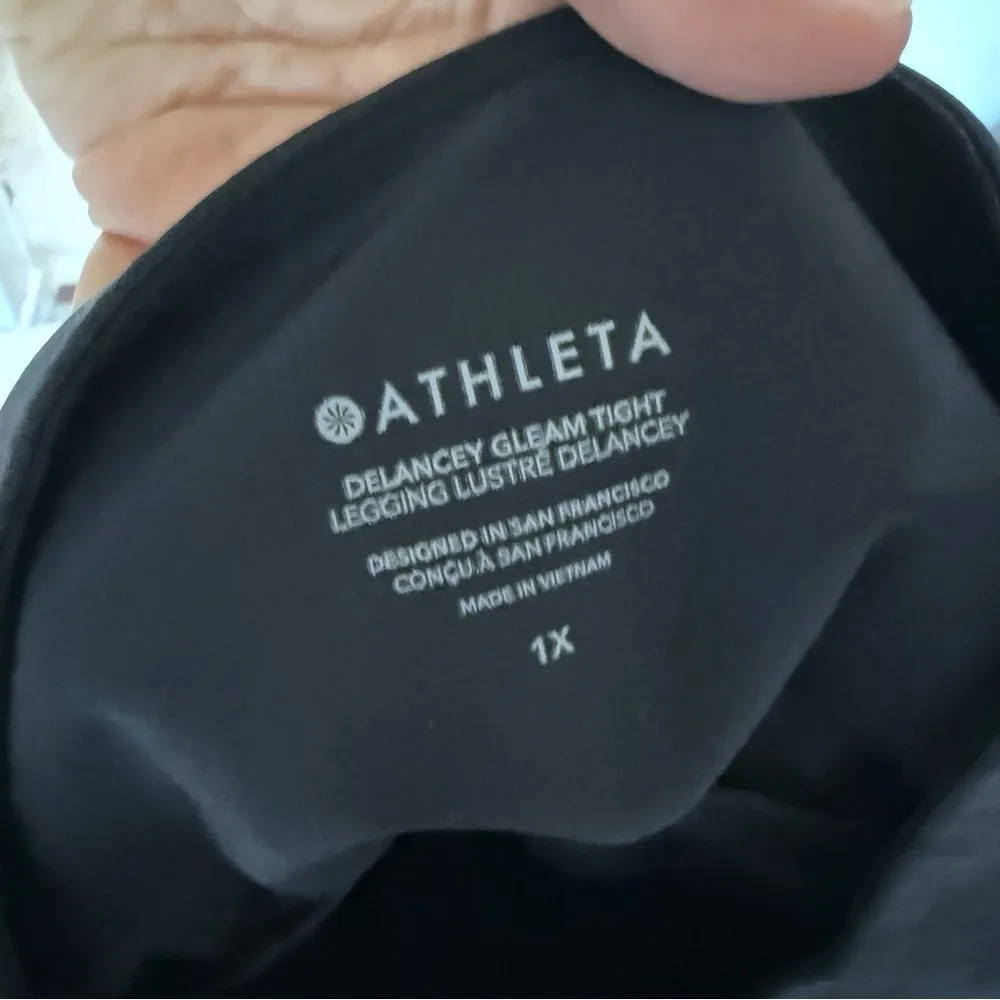 ATHLETA
DELANCEY GLEAM TIGHT
LEGGING LUSTRÉ DELANCEY
DESIGNED IN SAN FRANCISCO
CONÇU À SAN FRANCISCO
MADE IN VIETNAM
1X